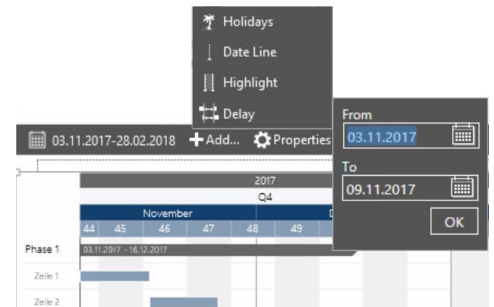 Holidays
Date Line
Highlight
Delay
From
03.11.2017
To
09.11.2017
OK
03.11.2017-28.02.2018 Add... Properties
2017
Q4
November D
44 45 46 47 48 49
Phase 1 03.11.2017 - 16.12.2017
Zeile 1
Zeile 2